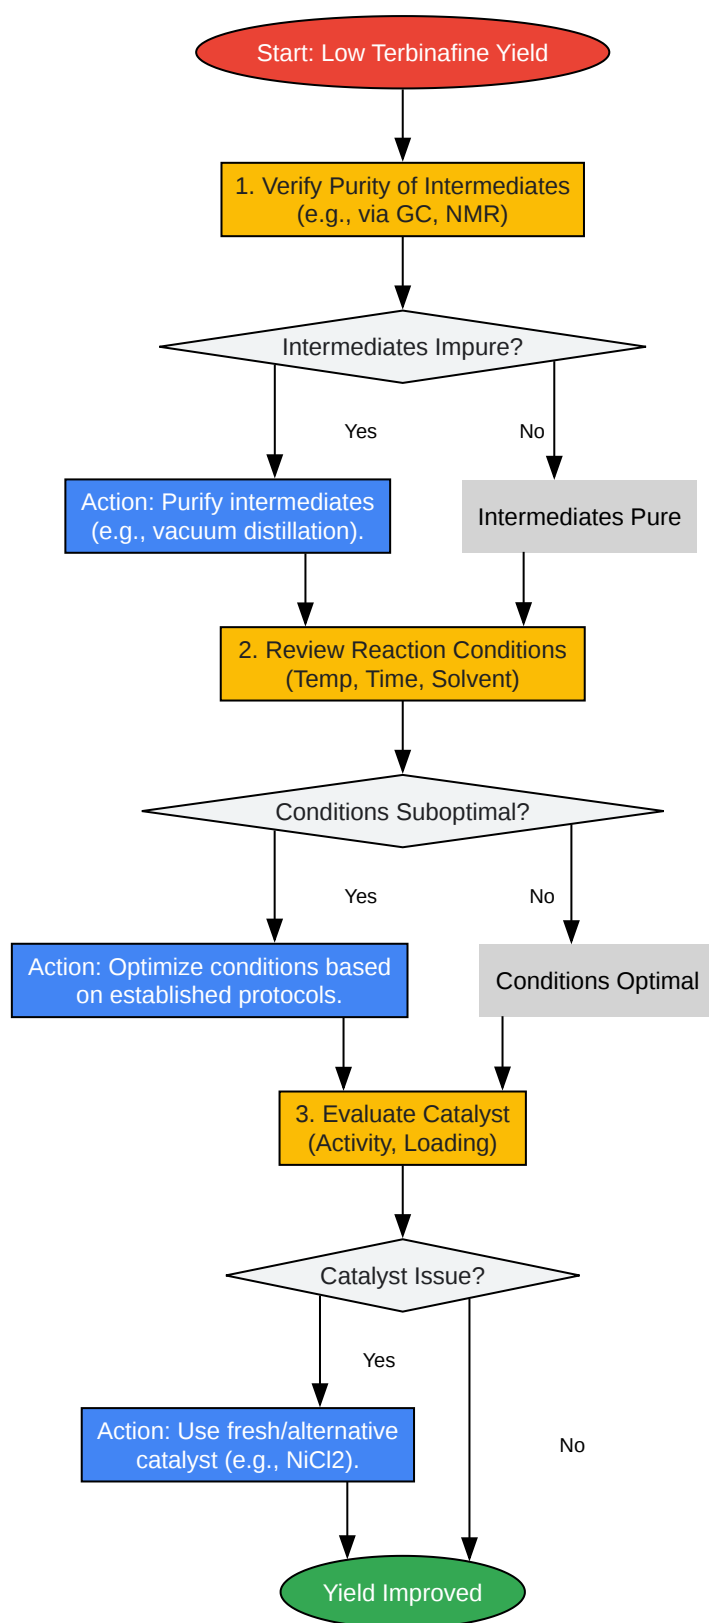 Start: Low Terbinafine Yield
1. Verify Purity of Intermediates
(e.g., via GC, NMR)
Intermediates Impure?
Yes
No
Action: Purify intermediates
(e.g., vacuum distillation).
Intermediates Pure
2. Review Reaction Conditions
(Temp, Time, Solvent)
Conditions Suboptimal?
Yes
No
Action: Optimize conditions based
on established protocols.
Conditions Optimal
3. Evaluate Catalyst
(Activity, Loading)
Catalyst Issue?
Yes
Action: Use fresh/alternative
catalyst (e.g., NiCl2).
No
Yield Improved